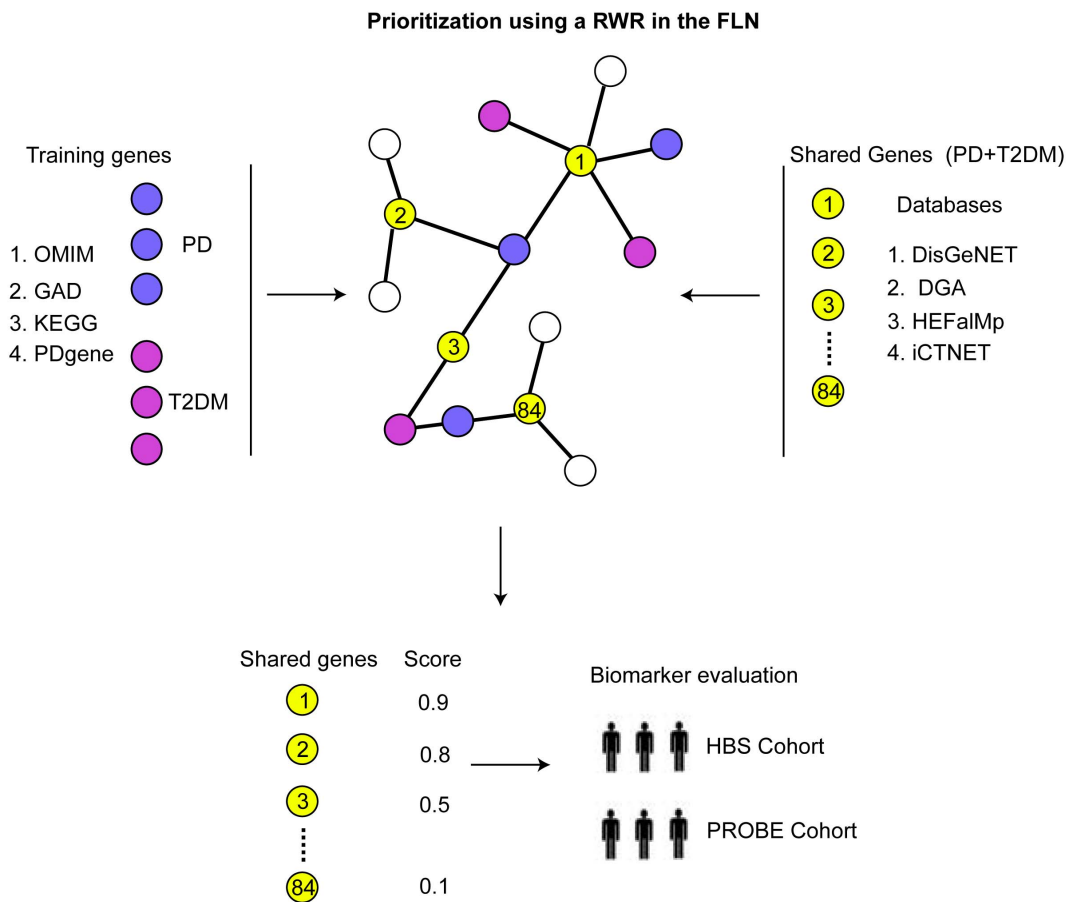 Prioritization using a RWR in the FLN
Training genes
PD
1. OMIM
2. GAD
3. KEGG
4. PDgene
T2DM
1
2
3
84
Shared Genes (PD+T2DM)
1
2
3
84
Databases
1. DisGeNET
2. DGA
3. HEFalMp
4. iCTNET
Shared genes Score
1 0.9
2 0.8
3 0.5
84 0.1
Biomarker evaluation
HBS Cohort
PROBE Cohort